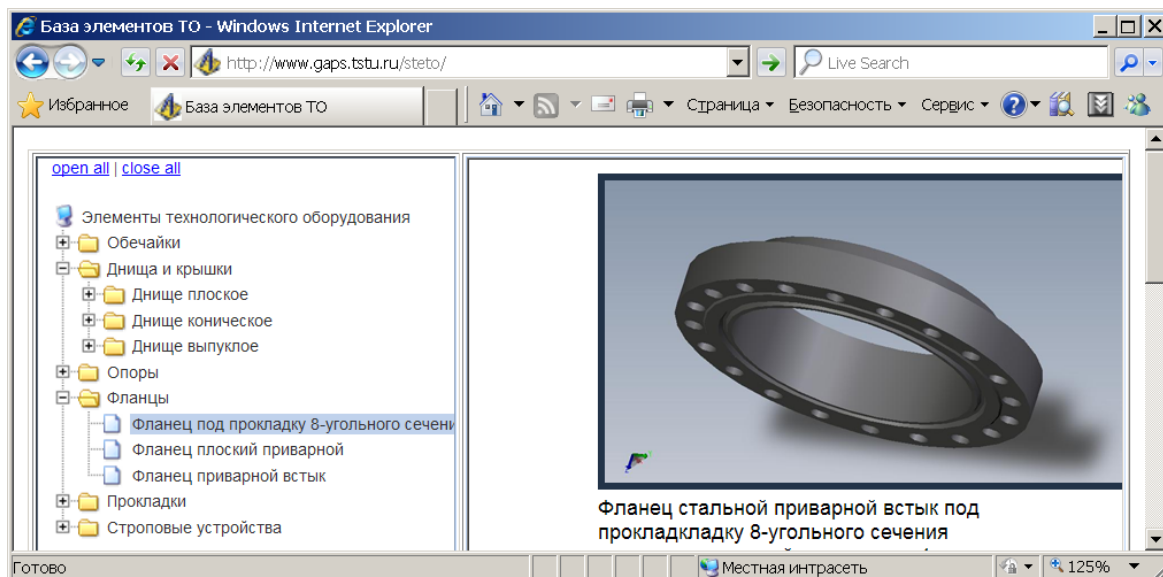 База элементов ТО - Windows Internet Explorer
http://www.gaps.tstu.ru/steto/
Live Search
Избранное
База элементов ТО
Страница
Безопасность
Сервис
open all | close all
Элементы технологического оборудования
Обечайки
Днища и крышки
Днище плоское
Днище коническое
Днище выпуклое
Опоры
Фланцы
Фланец под прокладку 8-угольного сечени
Фланец плоский приварной
Фланец приварной встык
Прокладки
Строповые устройства
Фланец стальной приварной встык под
прокладкладку 8-угольного сечения
Готово
Местная интрасеть
125%